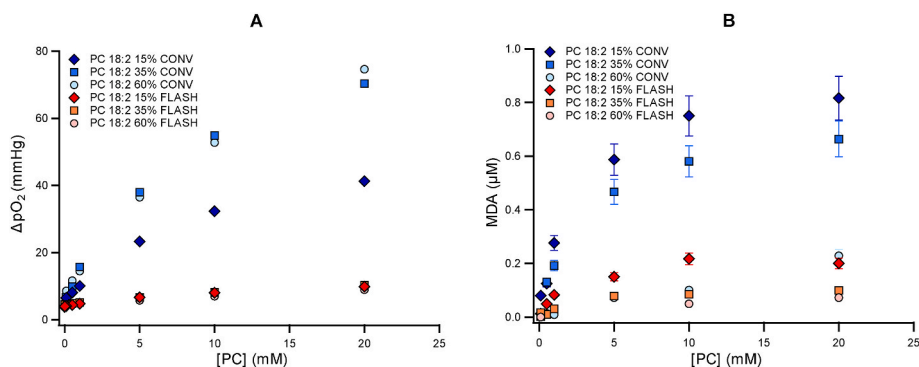 A
80
60
40
20
0
ΔpO₂ (mmHg)
PC 18:2 15% CONV
PC 18:2 35% CONV
PC 18:2 60% CONV
PC 18:2 15% FLASH
PC 18:2 35% FLASH
PC 18:2 60% FLASH
0 5 10 15 20 25
[PC] (mM)
B
1.0
0.8
0.6
0.4
0.2
0.0
MDA (µM)
PC 18:2 15% CONV
PC 18:2 35% CONV
PC 18:2 60% CONV
PC 18:2 15% FLASH
PC 18:2 35% FLASH
PC 18:2 60% FLASH
0 5 10 15 20 25
[PC] (mM)